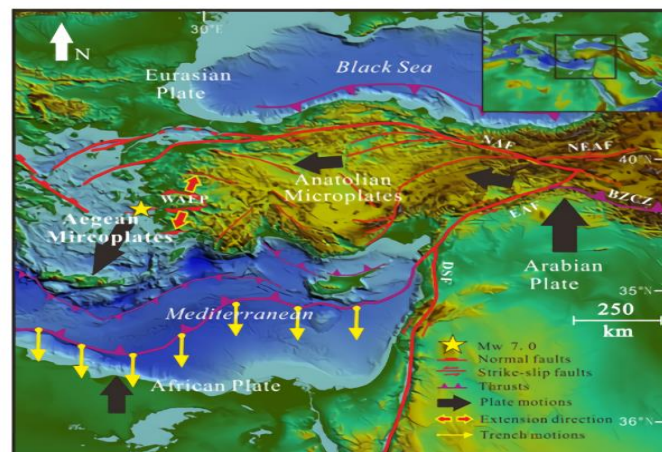 30°E
N
Eurasian
Plate
Black Sea
NAF
NEAF
40°N
Anatolian
Microplates
WAEP
Aegean
Mircoplates
EAF
BZCZ
Arabian
Plate
DSF
35°N
Mediterranean
250
km
African Plate
Mw 7.0
Normal faults
Strike-slip faults
Thrusts
Plate motions
Extension direction
Trench motions
36°N